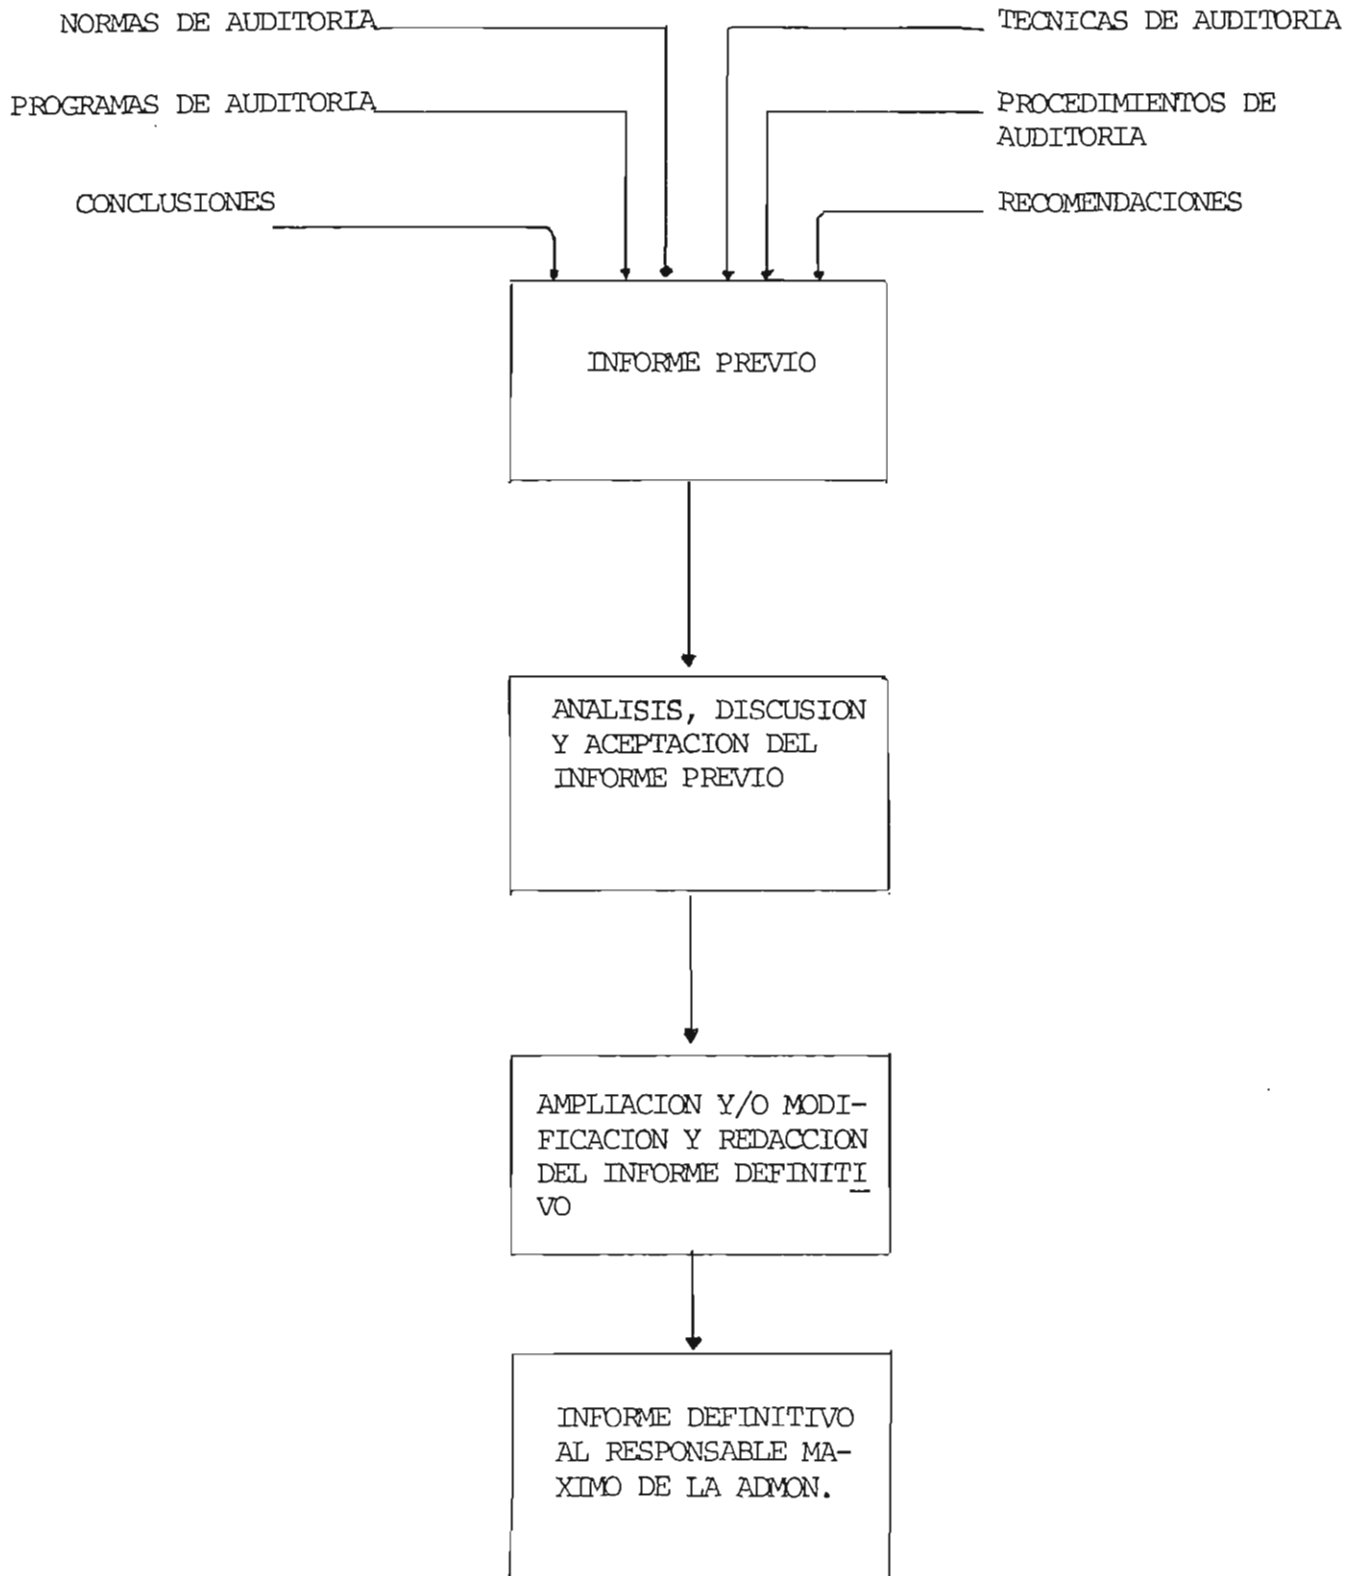 NORMAS DE AUDITORIA
TECNICAS DE AUDITORIA
PROGRAMAS DE AUDITORIA
PROCEDIMIENTOS DE
AUDITORIA
CONCLUSIONES
RECOMENDACIONES
INFORME PREVIO
ANALISIS, DISCUSION
Y ACEPTACION DEL
INFORME PREVIO
AMPLIACION Y/O MODI-
FICACION Y REDACCION
DEL INFORME DEFINITI
VO
INFORME DEFINITIVO
AL RESPONSABLE MA-
XIMO DE LA ADMON.